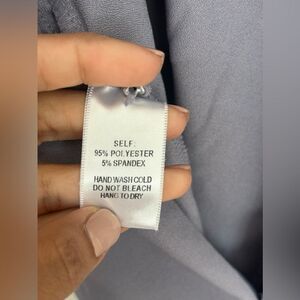 SELF:
95% POLYESTER
5% SPANDEX
HAND WASH COLD
DO NOT BLEACH
HANG TO DRY